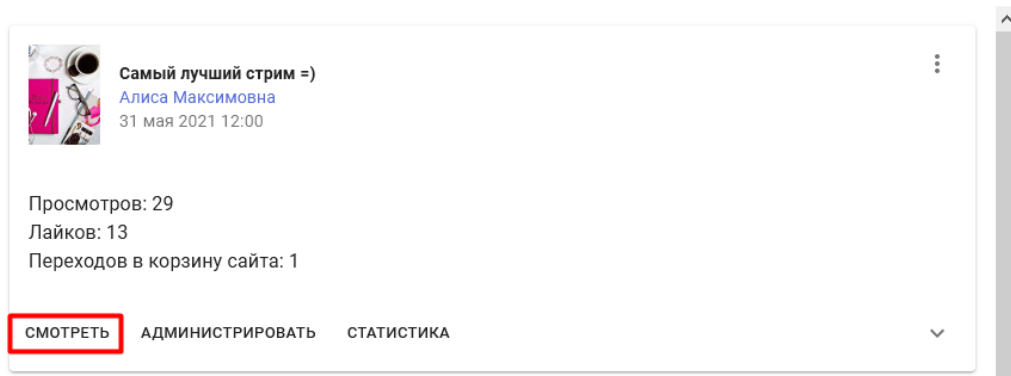 Самый лучший стрим =)
Алиса Максимовна
31 мая 2021 12:00
Просмотров: 29
Лайков: 13
Переходов в корзину сайта: 1
СМОТРЕТЬ АДМИНИСТРИРОВАТЬ СТАТИСТИКА